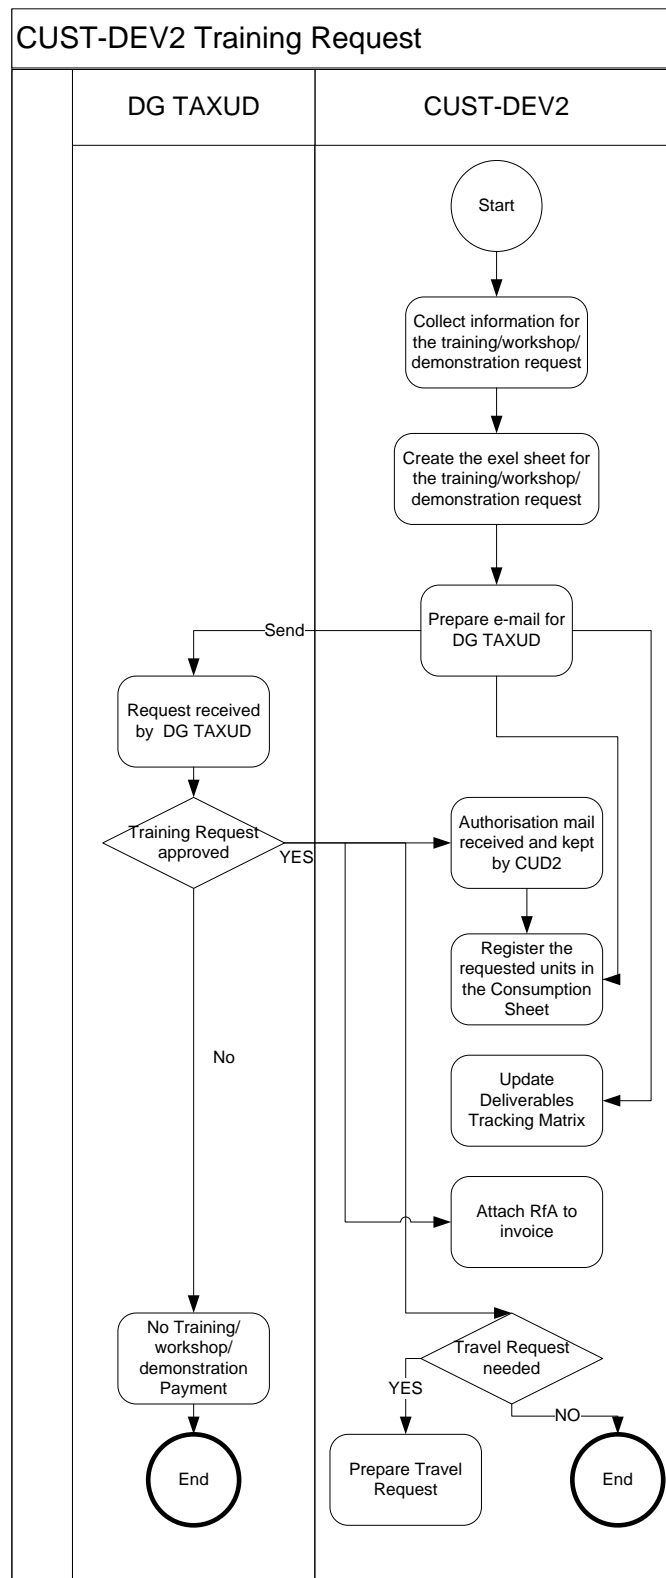 CUST-DEV2 Training Request
DG TAXUD
CUST-DEV2
Start
Collect information for
the training/workshop/
demonstration request
Create the exel sheet for
the training/workshop/
demonstration request
Prepare e-mail for
DG TAXUD
Send
Request received
by DG TAXUD
Training Request
approved
YES
Authorisation mail
received and kept
by CUD2
Register the
requested units in
the Consumption
Sheet
No
Update
Deliverables
Tracking Matrix
Attach RfA to
invoice
No Training/
workshop/
demonstration
Payment
Travel Request
needed
YES
NO
End
Prepare Travel
Request
End